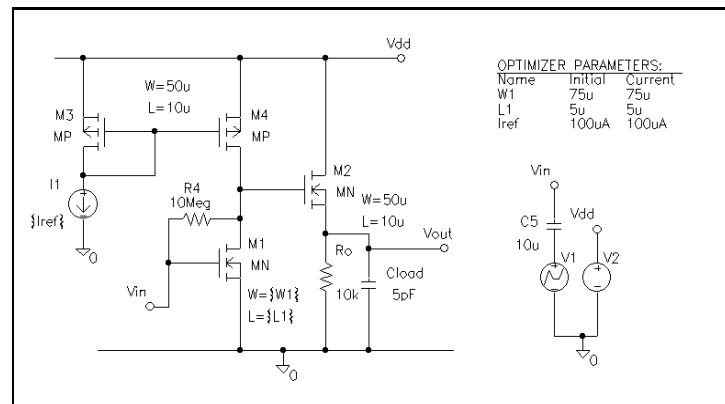 Vdd
OPTIMIZER PARAMETERS:
Name Initial Current
W1 75u 75u
L1 5u 5u
Iref 100uA 100uA
W=50u
L=10u
M3
MP
M4
MP
I1
{Iref}
0
R4
10Meg
M2
MN
W=50u
L=10u
Vout
M1
MN
W={W1}
L={L1}
Vin
Ro
10k
Cload
5pF
0
Vin
C5
10u
Vdd
V1
V2
0